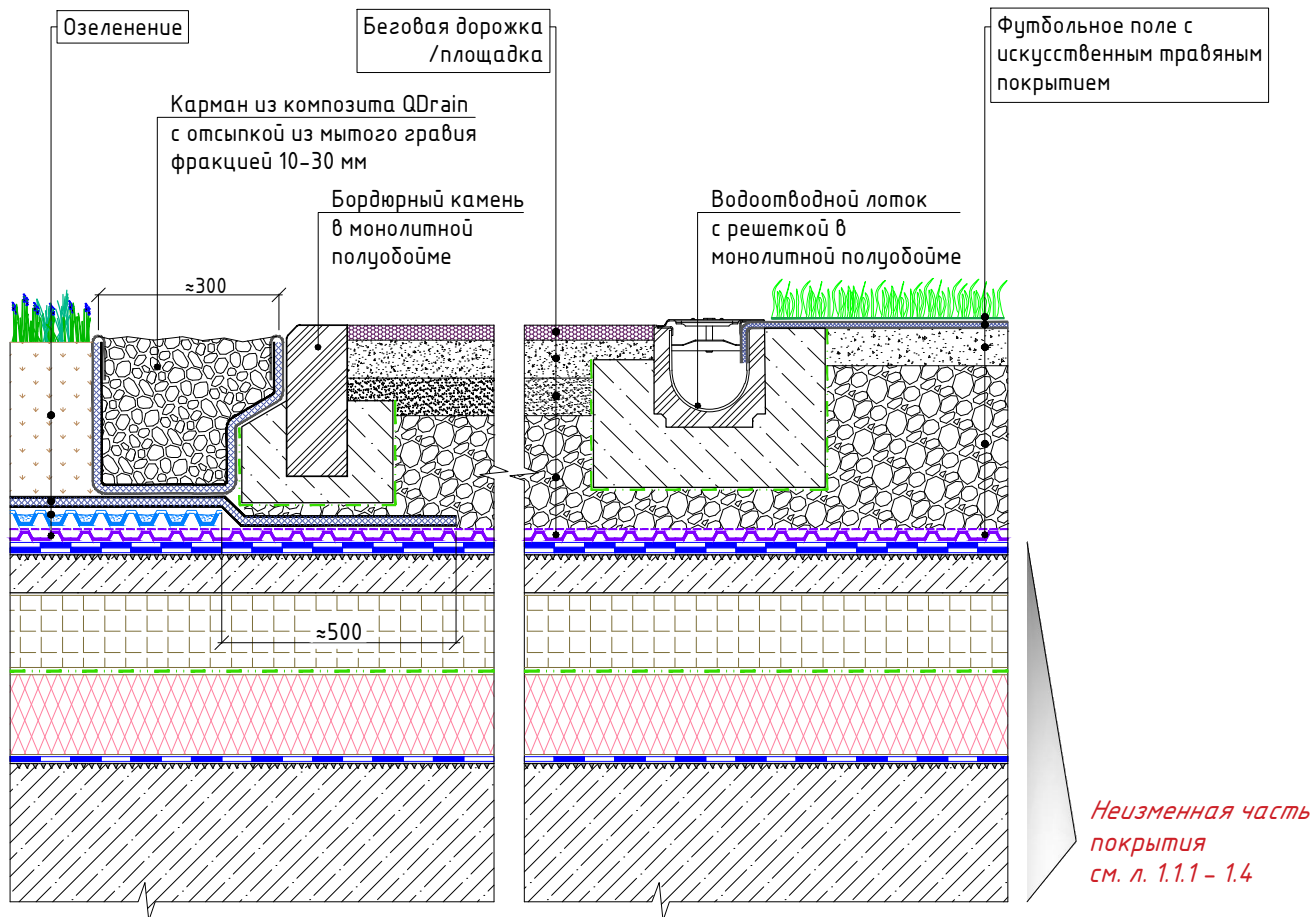 Озеленение
Беговая дорожка
/площадка
Футбольное поле с
искусственным травяным
покрытием
Карман из композита QDrain
с отсыпкой из мытого гравия
фракцией 10-30 мм
Бордюрный камень
в монолитной
полуобойме
Водоотводной лоток
с решеткой в
монолитной полуобойме
≈300
≈500
Неизменная часть
покрытия
см. л. 1.1.1 - 1.4